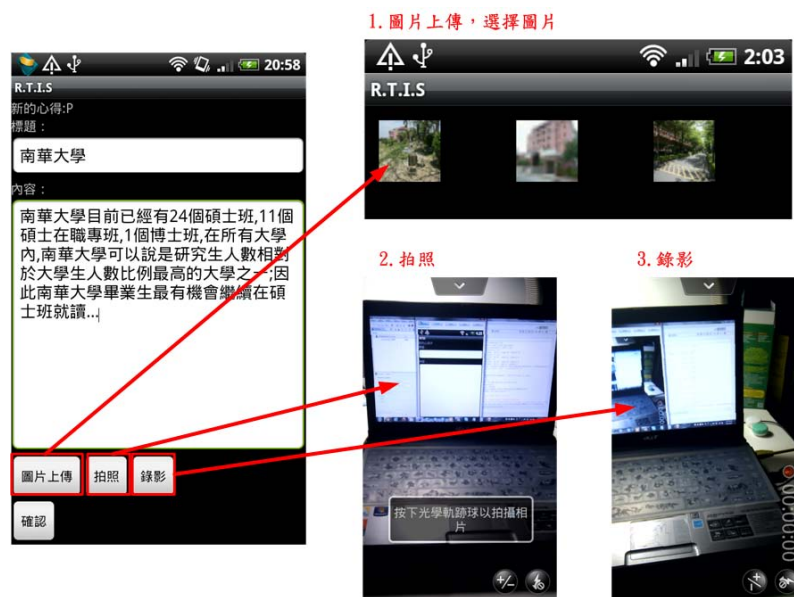 1.圖片上傳，選擇圖片
20:58
R.T.I.S
新的心得:P
標題：
南華大學
內容：
南華大學目前已經有24個碩士班,11個
碩士在職專班,1個博士班,在所有大學
內,南華大學可以說是研究生人數相對
於大學生人數比例最高的大學之一;因
此南華大學畢業生最有機會繼續在碩
士班就讀...
圖片上傳
拍照
錄影
確認
2:03
R.T.I.S
2.拍照
按下光學軌跡球以拍攝相
片
3.錄影
00:00:00